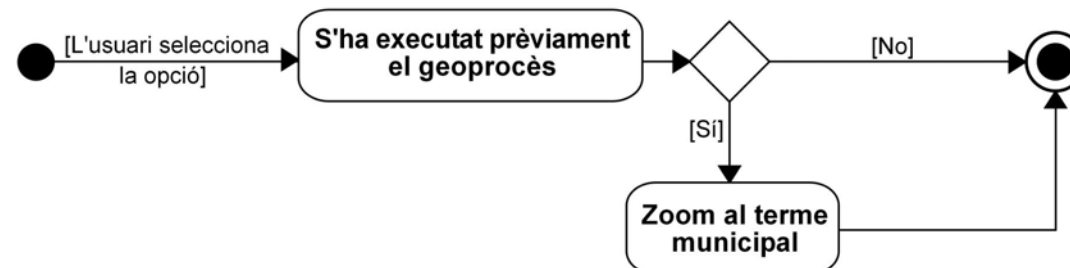 [L'usuari selecciona
la opció]
S'ha executat prèviament
el geoprocès
[No]
[Sí]
Zoom al terme
municipal